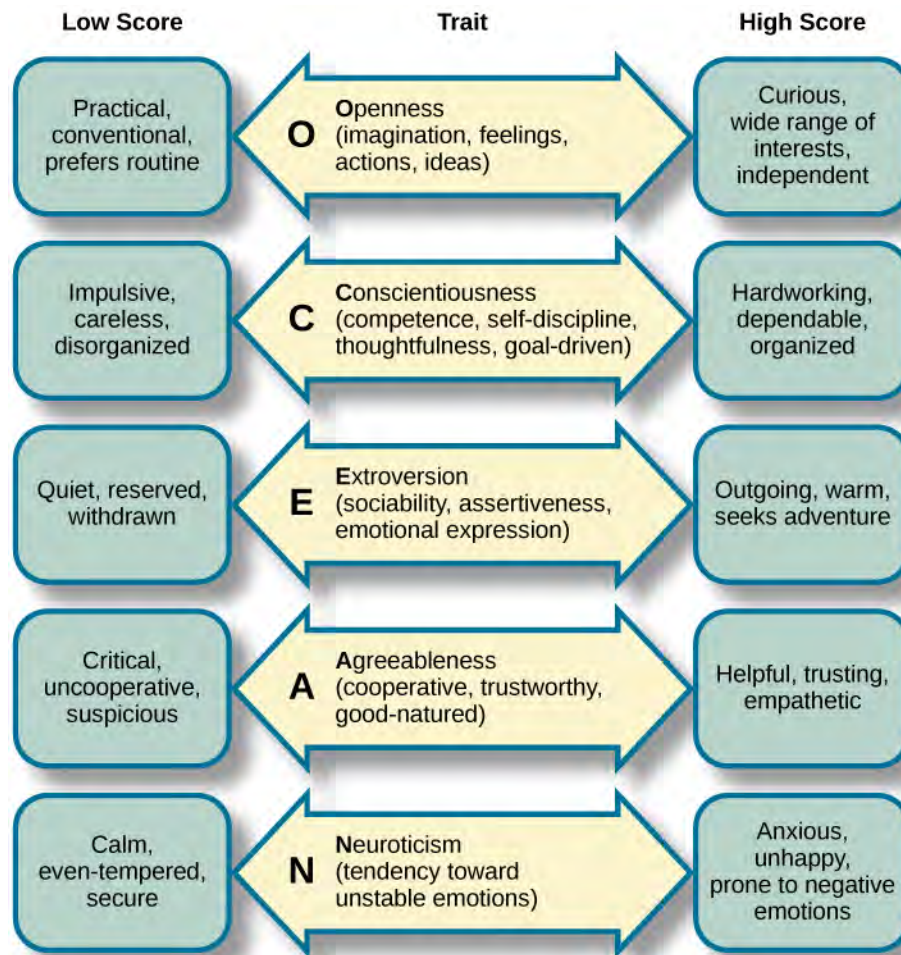 Low Score
Trait
High Score
Practical,
conventional,
prefers routine
O
Openness
(imagination, feelings,
actions, ideas)
Curious,
wide range of
interests,
independent
Impulsive,
careless,
disorganized
C
Conscientiousness
(competence, self-discipline,
thoughtfulness, goal-driven)
Hardworking,
dependable,
organized
Quiet, reserved,
withdrawn
E
Extroversion
(sociability, assertiveness,
emotional expression)
Outgoing, warm,
seeks adventure
Critical,
uncooperative,
suspicious
A
Agreeableness
(cooperative, trustworthy,
good-natured)
Helpful, trusting,
empathetic
Calm,
even-tempered,
secure
N
Neuroticism
(tendency toward
unstable emotions)
Anxious,
unhappy,
prone to negative
emotions